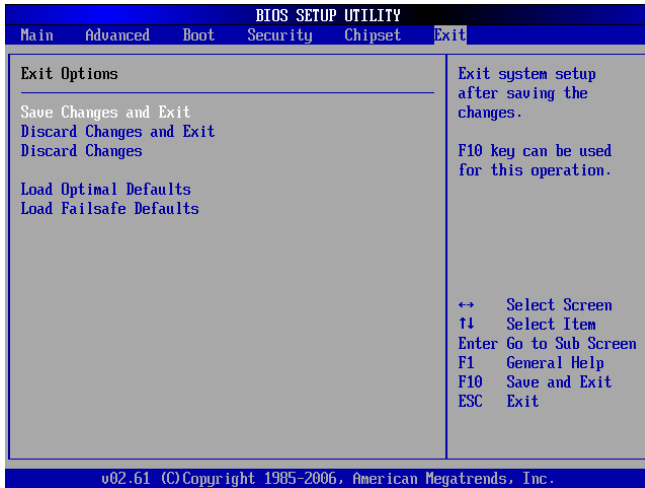 BIOS SETUP UTILITY
Main Advanced Boot Security Chipset Exit
Exit Options
Save Changes and Exit
Discard Changes and Exit
Discard Changes
Load Optimal Defaults
Load Failsafe Defaults
Exit system setup
after saving the
changes.
F10 key can be used
for this operation.
↔ Select Screen
↑↓ Select Item
Enter Go to Sub Screen
F1 General Help
F10 Save and Exit
ESC Exit
v02.61 (C)Copyright 1985-2006, American Megatrends, Inc.